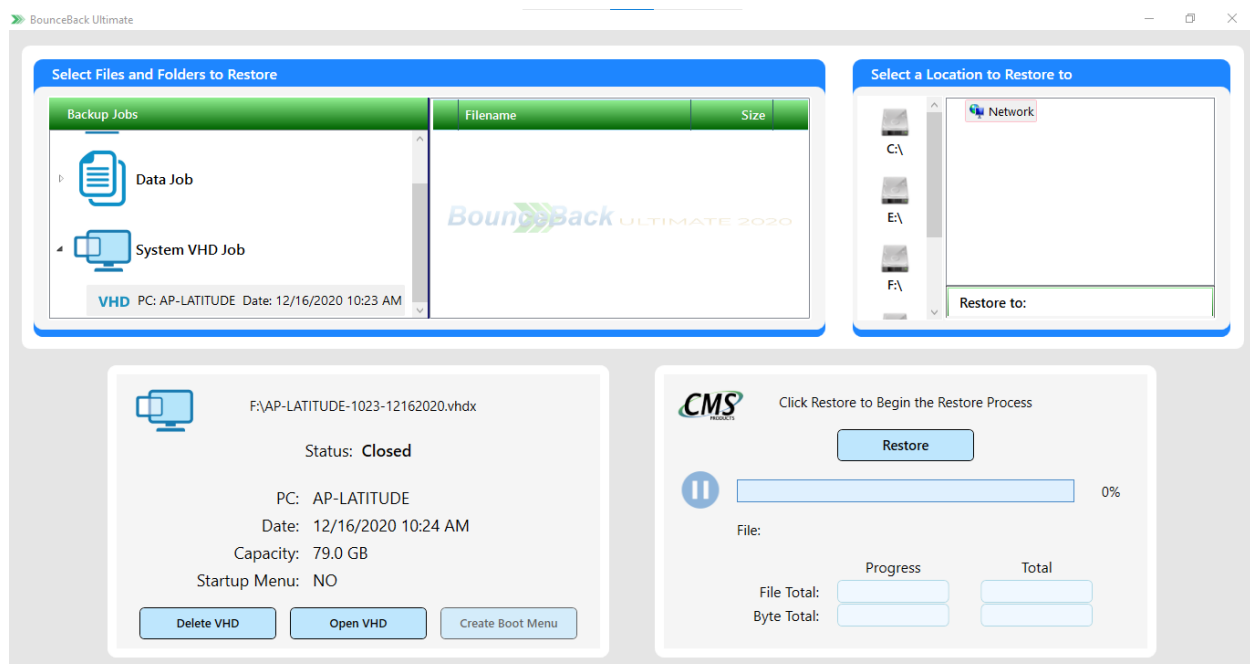 BounceBack Ultimate
Select Files and Folders to Restore
Backup Jobs
Filename Size
Data Job
System VHD Job
VHD PC: AP-LATITUDE Date: 12/16/2020 10:23 AM
BounceBack ULTIMATE 2020
Select a Location to Restore to
C:\
E:\
F:\
Network
Restore to:
F:\AP-LATITUDE-1023-12162020.vhdx
Status: Closed
PC: AP-LATITUDE
Date: 12/16/2020 10:24 AM
Capacity: 79.0 GB
Startup Menu: NO
Delete VHD Open VHD Create Boot Menu
CMS
PRODUCTS
Click Restore to Begin the Restore Process
Restore
0%
File:
Progress Total
File Total:
Byte Total: